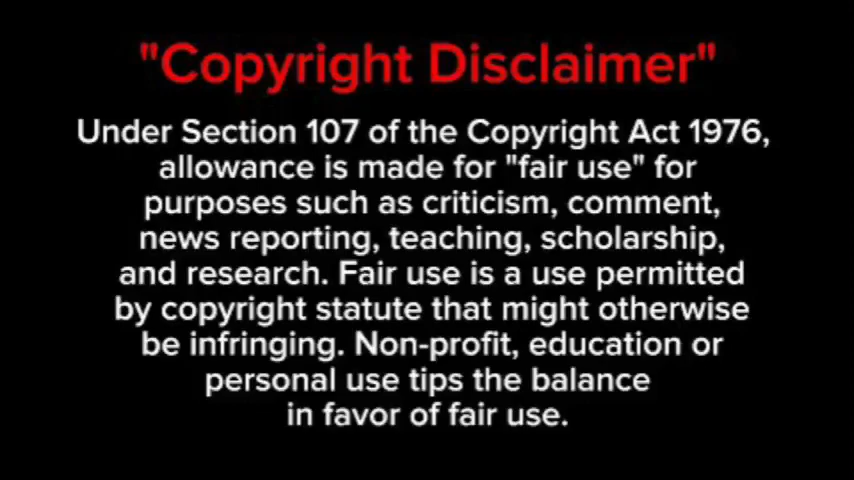 "Copyright Disclaimer"
Under Section 107 of the Copyright Act 1976,
allowance is made for "fair use" for
purposes such as criticism, comment,
news reporting, teaching, scholarship,
and research. Fair use is a use permitted
by copyright statute that might otherwise
be infringing. Non-profit, education or
personal use tips the balance
in favor of fair use.